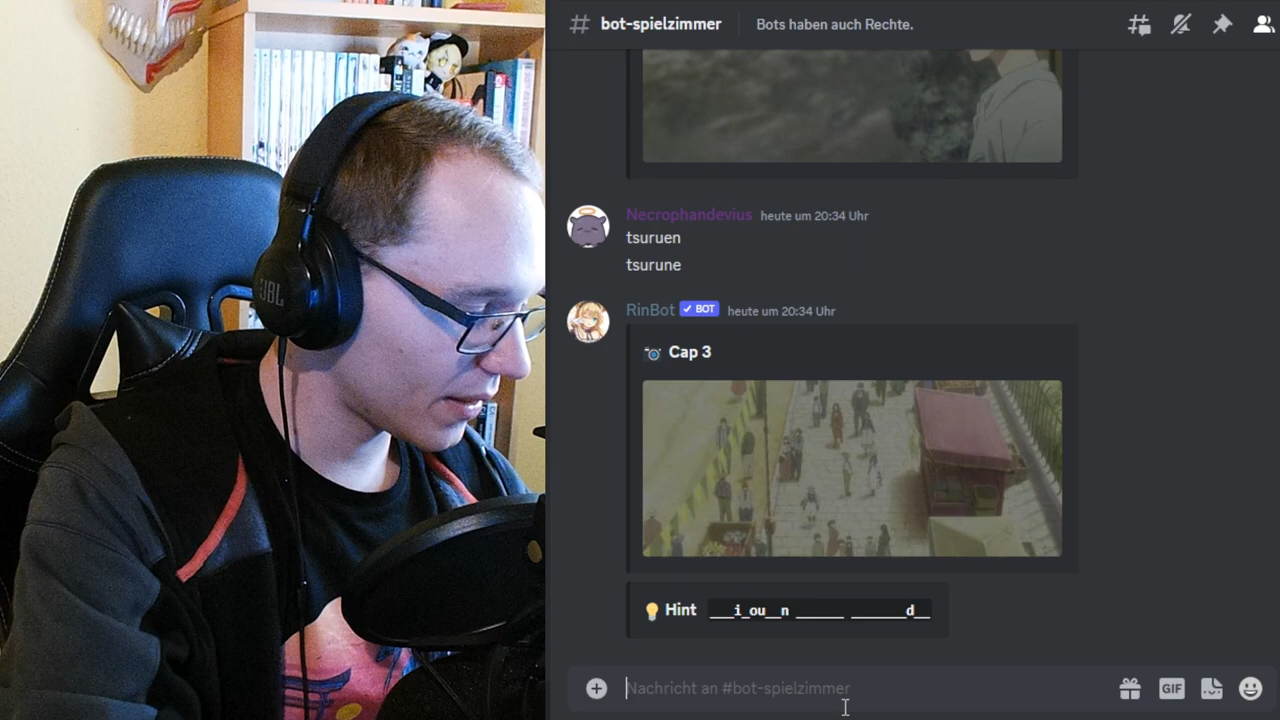 bot-spielzimmer
Bots haben auch Rechte.
Necrophandevius heute um 20:34 Uhr
tsuruen
tsurune
RinBot ✓ BOT heute um 20:34 Uhr
Cap 3
Hint ___i_ou__n ______ _______d__
Nachricht an #bot-spielzimmer
GIF
JBL